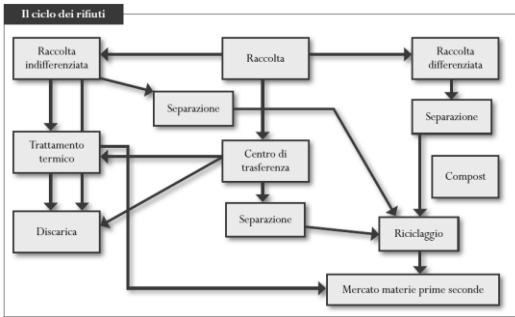 Il ciclo dei rifiuti
Raccolta
indifferenziata
Raccolta
Raccolta
differenziata
Separazione
Separazione
Trattamento
termico
Centro di
trasferenza
Compost
Discarica
Separazione
Riciclaggio
Mercato materie prime seconde